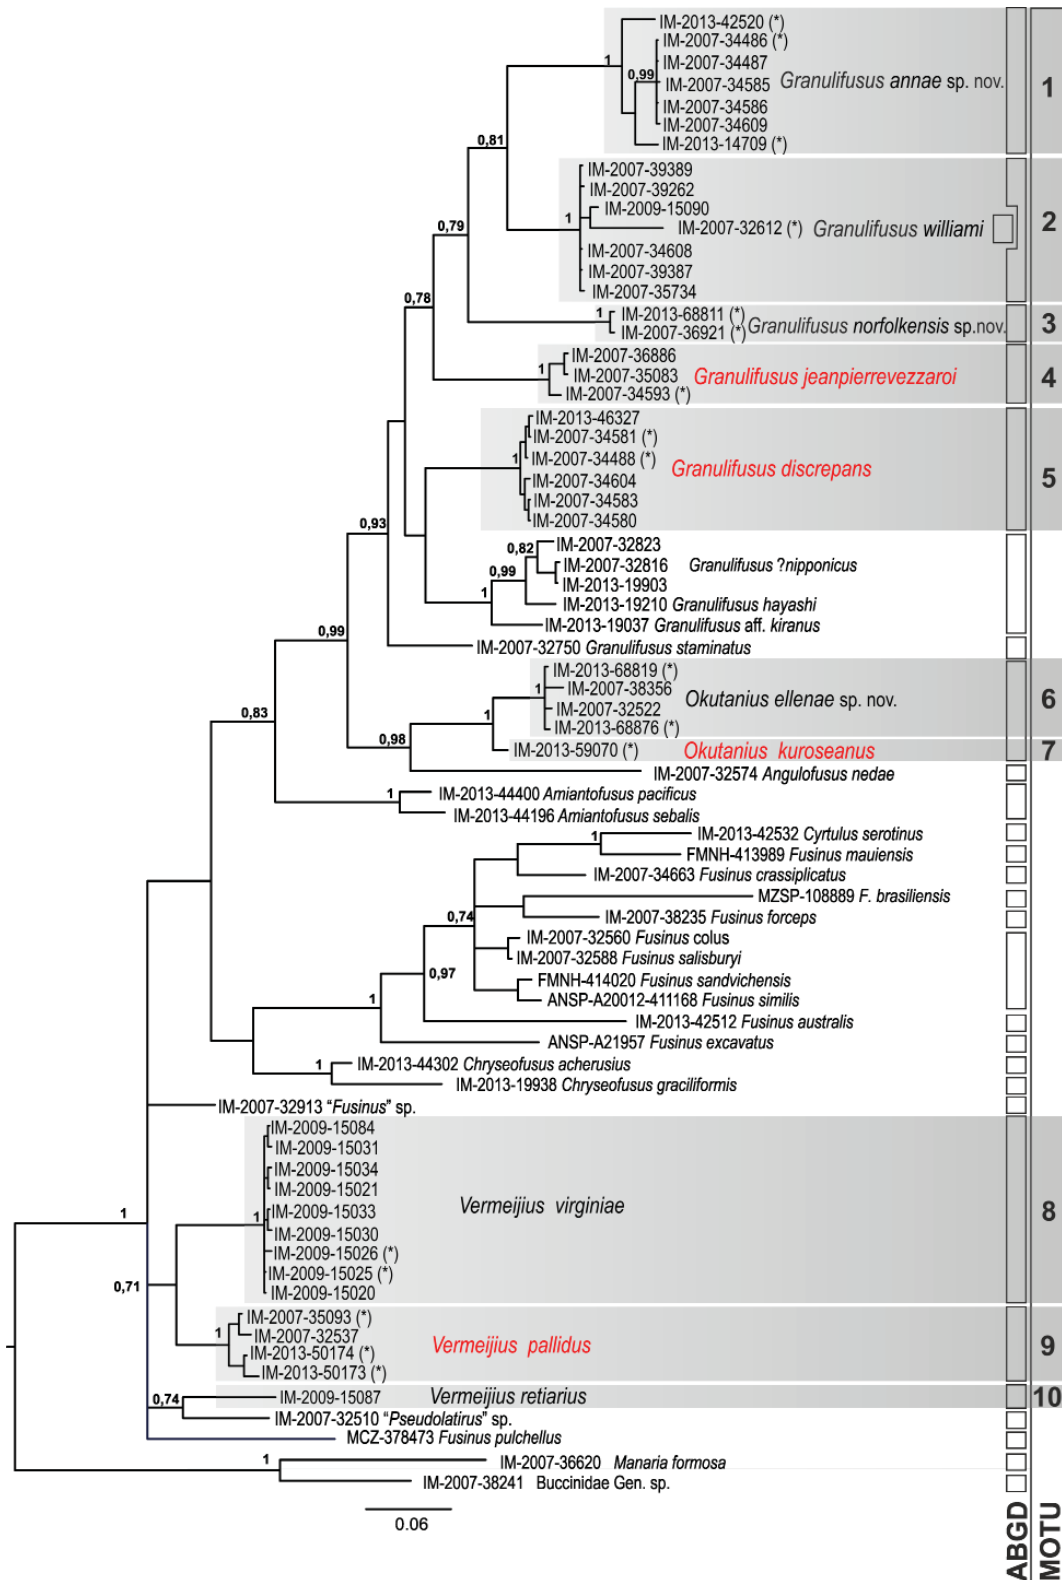 IM-2013-42520 (*)
1
IM-2007-34486 (*)
1
IM-2007-34487
0,99
IM-2007-34585 Granulifusus annae sp. nov.
1
IM-2007-34586
IM-2007-34609
0,81
IM-2013-14709 (*)
IM-2007-39389
IM-2007-39262
IM-2009-15090
1
IM-2007-32612 (*) Granulifusus williami
2
0,79
IM-2007-34608
IM-2007-39387
IM-2007-35734
0,78
1
IM-2013-68811 (*)
IM-2007-36921 (*) Granulifusus norfolkensis sp.nov.
3
IM-2007-36886
1
IM-2007-35083 Granulifusus jeanpierrevezzaroi
4
IM-2007-34593 (*)
IM-2013-46327
IM-2007-34581 (*)
1
IM-2007-34488 (*) Granulifusus discrepans
5
IM-2007-34604
IM-2007-34583
0,93
IM-2007-34580
0,82
IM-2007-32823
0,99
IM-2007-32816 Granulifusus ?nipponicus
IM-2013-19903
1
IM-2013-19210 Granulifusus hayashi
IM-2013-19037 Granulifusus aff. kiranus
0,99
IM-2007-32750 Granulifusus staminatus
IM-2013-68819 (*)
1
IM-2007-38356 Okutanius ellenae sp. nov.
6
IM-2007-32522
0,83
1
IM-2013-68876 (*)
0,98
IM-2013-59070 (*) Okutanius kuroseanus
7
IM-2007-32574 Angulofusus nedae
1
IM-2013-44400 Amiantofusus pacificus
IM-2013-44196 Amiantofusus sebalis
1
IM-2013-42532 Cyrtulus serotinus
FMNH-413989 Fusinus mauiensis
IM-2007-34663 Fusinus crassiplicatus
MZSP-108889 F. brasiliensis
0,74
IM-2007-38235 Fusinus forceps
IM-2007-32560 Fusinus colus
IM-2007-32588 Fusinus salisburyi
0,97
FMNH-414020 Fusinus sandvichensis
1
ANSP-A20012-411168 Fusinus similis
IM-2013-42512 Fusinus australis
ANSP-A21957 Fusinus excavatus
1
IM-2013-44302 Chryseofusus acherusius
IM-2013-19938 Chryseofusus graciliformis
IM-2007-32913 "Fusinus" sp.
IM-2009-15084
IM-2009-15031
IM-2009-15034
IM-2009-15021
Vermeijius virginiae
8
1
1
IM-2009-15033
IM-2009-15030
IM-2009-15026 (*)
IM-2009-15025 (*)
0,71
IM-2009-15020
IM-2007-35093 (*)
1
IM-2007-32537
Vermeijius pallidus
9
IM-2013-50174 (*)
IM-2013-50173 (*)
0,74
IM-2009-15087 Vermeijius retiarius
10
IM-2007-32510 "Pseudolatirus" sp.
MCZ-378473 Fusinus pulchellus
1
IM-2007-36620 Manaria formosa
IM-2007-38241 Buccinidae Gen. sp.
0.06
ABGD
MOTU